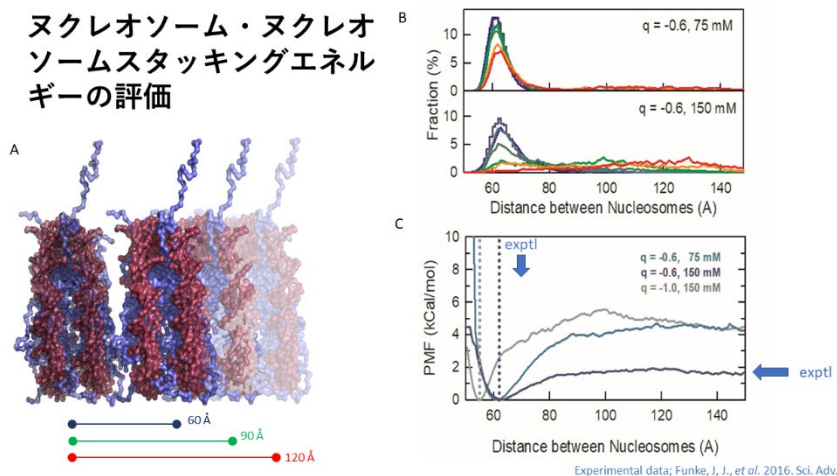 ヌクレオソーム・ヌクレオ
ソームスタッキングエネル
ギーの評価
A
60 Å
90 Å
120 Å
B
q = -0.6, 75 mM
10
5
0
q = -0.6, 150 mM
10
5
0
Fraction (%)
60 80 100 120 140
Distance between Nucleosomes (A)
C
exptl
q = -0.6, 75 mM
q = -0.6, 150 mM
q = -1.0, 150 mM
10
8
6
4
2
0
PMF (kCal/mol)
exptl
60 80 100 120 140
Distance between Nucleosomes (A)
Experimental data; Funke, J, J., et al. 2016. Sci. Adv.